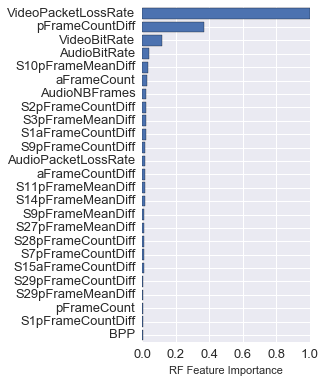 VideoPacketLossRate
pFrameCountDiff
VideoBitRate
AudioBitRate
S10pFrameMeanDiff
aFrameCount
AudioNBFrames
S2pFrameCountDiff
S3pFrameMeanDiff
S1aFrameCountDiff
S9pFrameCountDiff
AudioPacketLossRate
aFrameCountDiff
S11pFrameMeanDiff
S14pFrameMeanDiff
S9pFrameMeanDiff
S27pFrameMeanDiff
S28pFrameCountDiff
S7pFrameCountDiff
S15aFrameCountDiff
S29pFrameCountDiff
S29pFrameMeanDiff
pFrameCount
S1pFrameCountDiff
BPP
0.0 0.2 0.4 0.6 0.8 1.0
RF Feature Importance